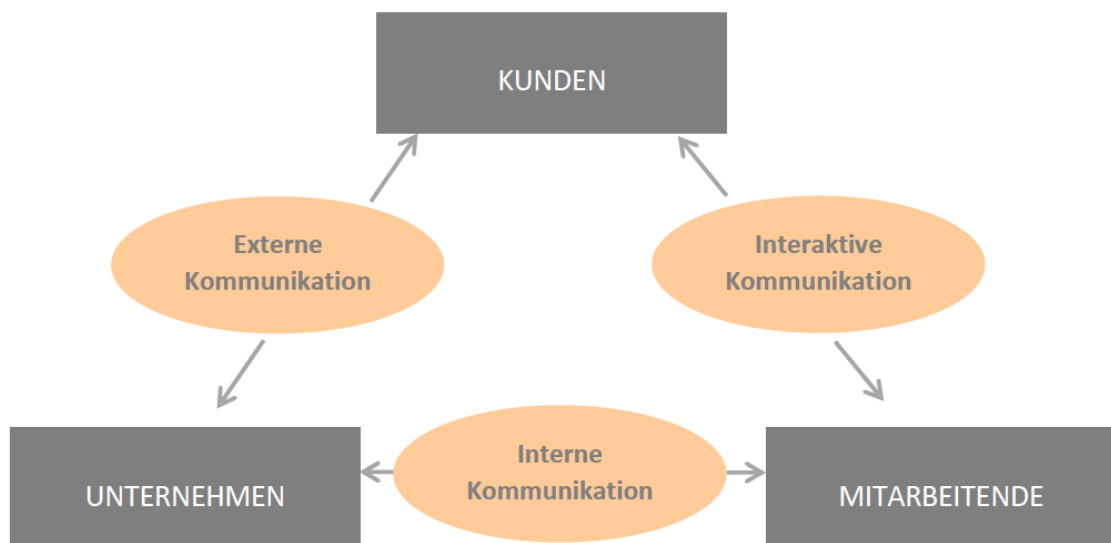 KUNDEN
Externe
Kommunikation
Interaktive
Kommunikation
Interne
Kommunikation
UNTERNEHMEN
MITARBEITENDE